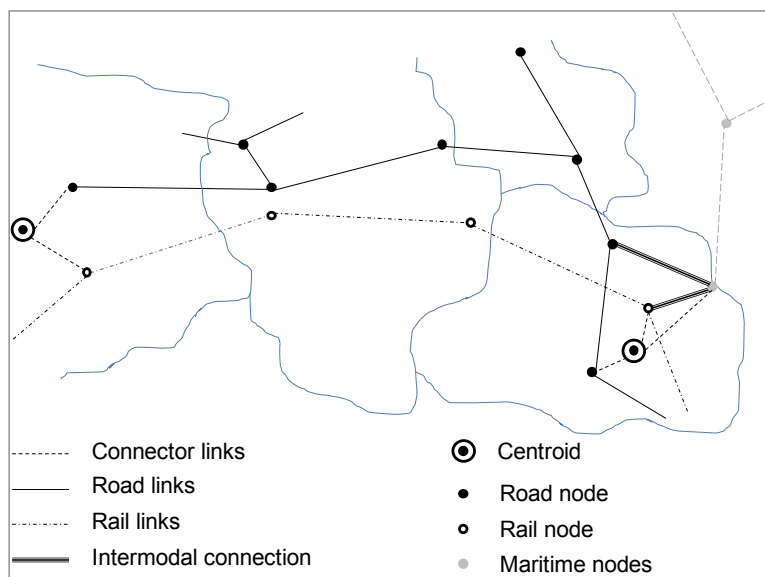 Connector links
Road links
Rail links
Intermodal connection
Centroid
Road node
Rail node
Maritime nodes